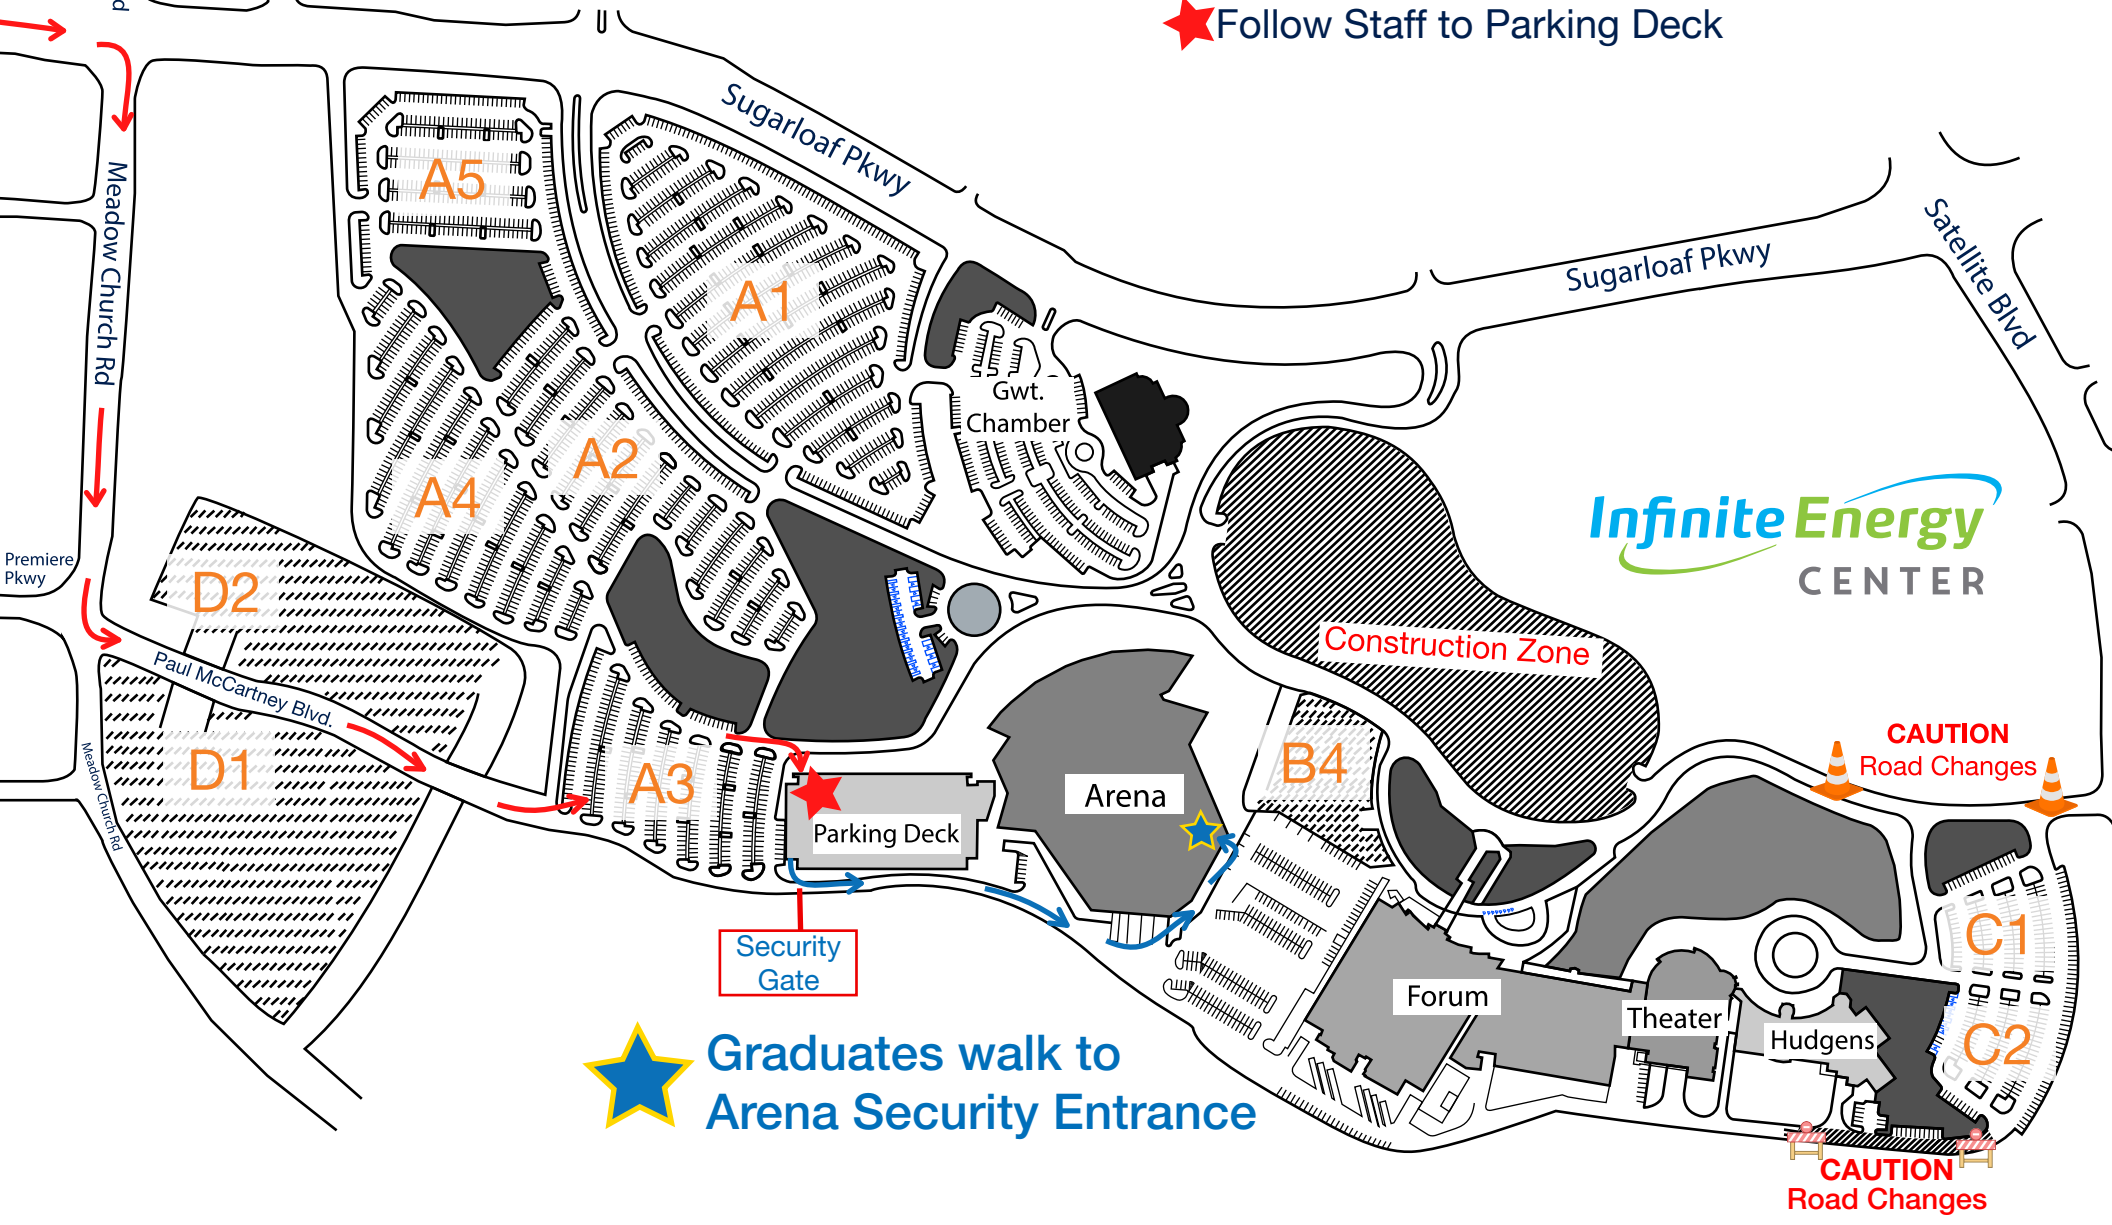 d
Follow Staff to Parking Deck
Sugarloaf Pkwy
Meadow Church Rd
A5
A1
Sugarloaf Pkwy
Satellite Blvd
Gwt.
Chamber
A2
A4
Infinite Energy
CENTER
Premiere
Pkwy
D2
Construction Zone
Paul McCartney Blvd.
D1
Meadow Church Rd
A3
B4
Arena
Parking Deck
CAUTION
Road Changes
Security
Gate
C1
Forum
Theater
Hudgens
C2
Graduates walk to
Arena Security Entrance
CAUTION
Road Changes